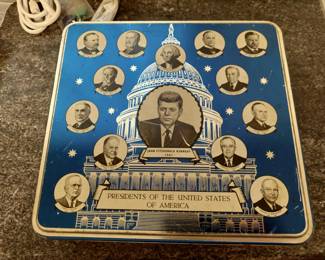 JOHN FITZGERALD KENNEDY
PRESIDENTS OF THE UNITED STATES
OF AMERICA